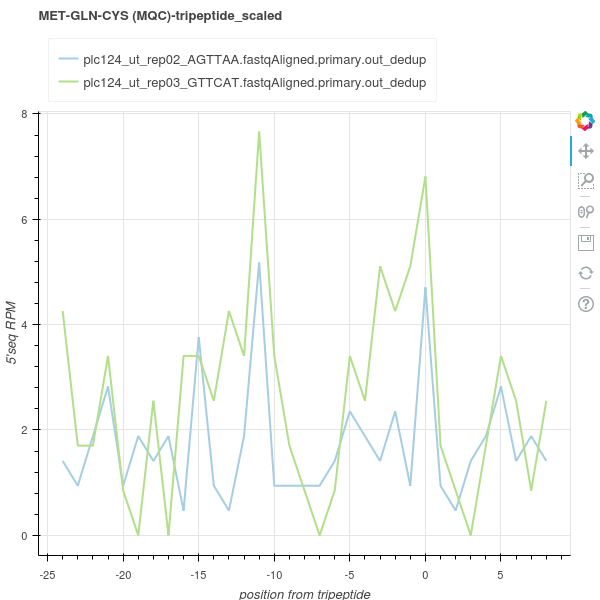 MET-GLN-CYS (MQC)-tripeptide_scaled
plc124_ut_rep02_AGTTAA.fastqAligned.primary.out_dedup
plc124_ut_rep03_GTTCAT.fastqAligned.primary.out_dedup
8
6
4
2
0
5'seq RPM
-25 -20 -15 -10 -5 0 5
position from tripeptide